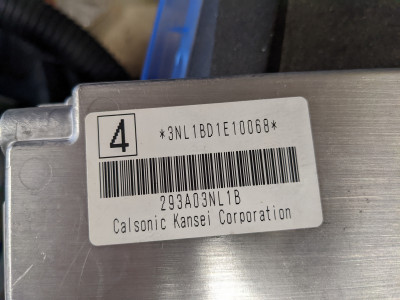 4
*3NL1BD1E10068*
293A03NL1B
Calsonic Kansei Corporation